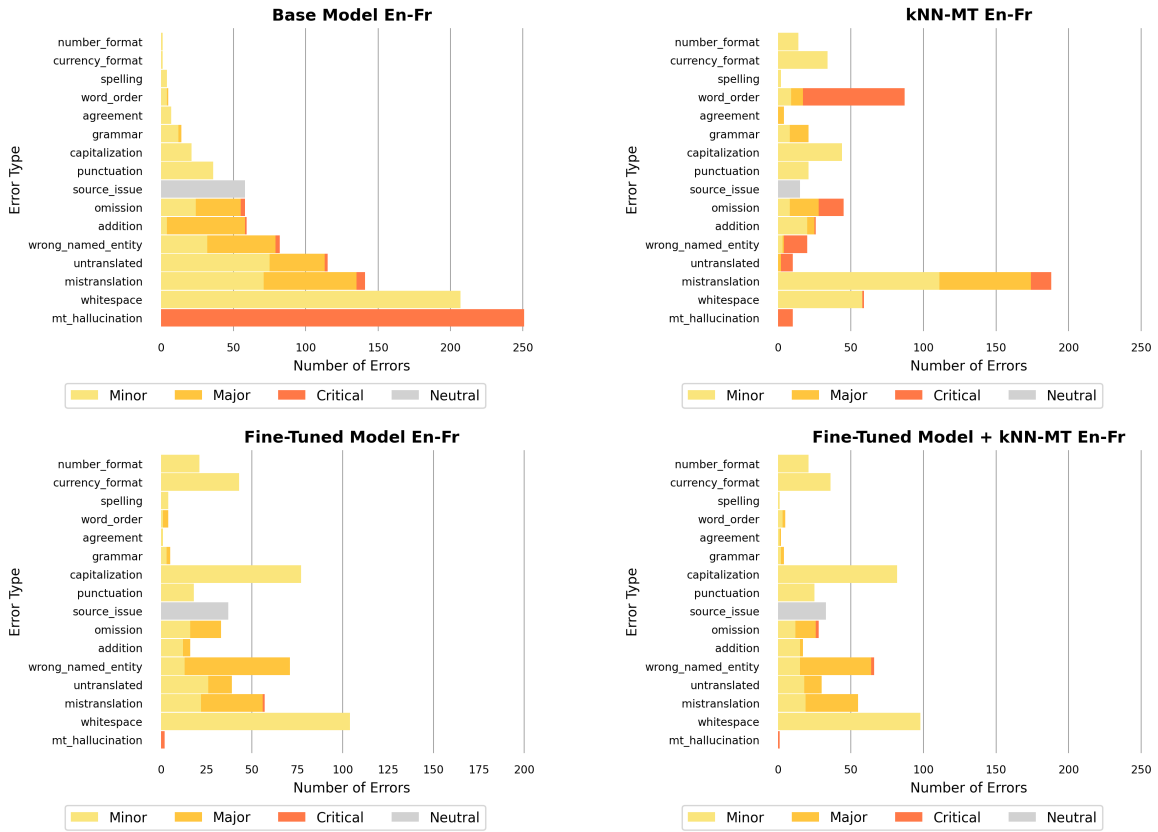 Base Model En-Fr
Error Type
number_format
currency_format
spelling
word_order
agreement
grammar
capitalization
punctuation
source_issue
omission
addition
wrong_named_entity
untranslated
mistranslation
whitespace
mt_hallucination
0 50 100 150 200 250
Number of Errors
Minor Major Critical Neutral
kNN-MT En-Fr
Error Type
number_format
currency_format
spelling
word_order
agreement
grammar
capitalization
punctuation
source_issue
omission
addition
wrong_named_entity
untranslated
mistranslation
whitespace
mt_hallucination
0 50 100 150 200 250
Number of Errors
Minor Major Critical Neutral
Fine-Tuned Model En-Fr
Error Type
number_format
currency_format
spelling
word_order
agreement
grammar
capitalization
punctuation
source_issue
omission
addition
wrong_named_entity
untranslated
mistranslation
whitespace
mt_hallucination
0 25 50 75 100 125 150 175 200
Number of Errors
Minor Major Critical Neutral
Fine-Tuned Model + kNN-MT En-Fr
Error Type
number_format
currency_format
spelling
word_order
agreement
grammar
capitalization
punctuation
source_issue
omission
addition
wrong_named_entity
untranslated
mistranslation
whitespace
mt_hallucination
0 50 100 150 200 250
Number of Errors
Minor Major Critical Neutral